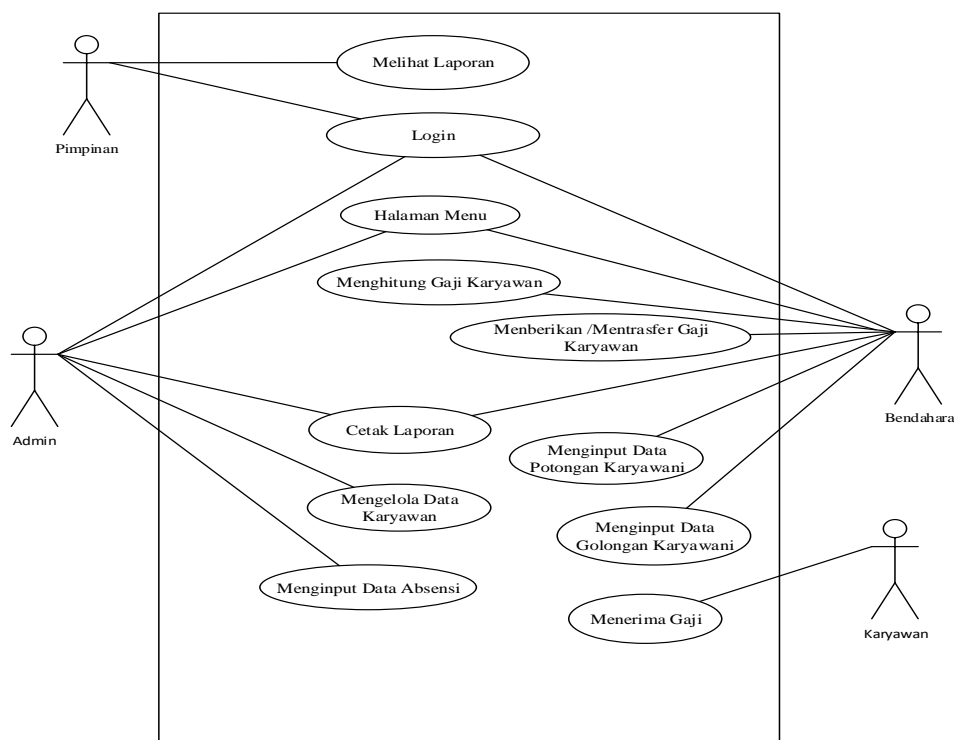 Melihat Laporan
Pimpinan
Login
Halaman Menu
Menghitung Gaji Karyawan
Menberikan /Mentrasfer Gaji
Karyawan
Admin
Bendahara
Cetak Laporan
Menginput Data
Potongan Karyawani
Mengelola Data
Karyawan
Menginput Data
Golongan Karyawani
Menginput Data Absensi
Menerima Gaji
Karyawan